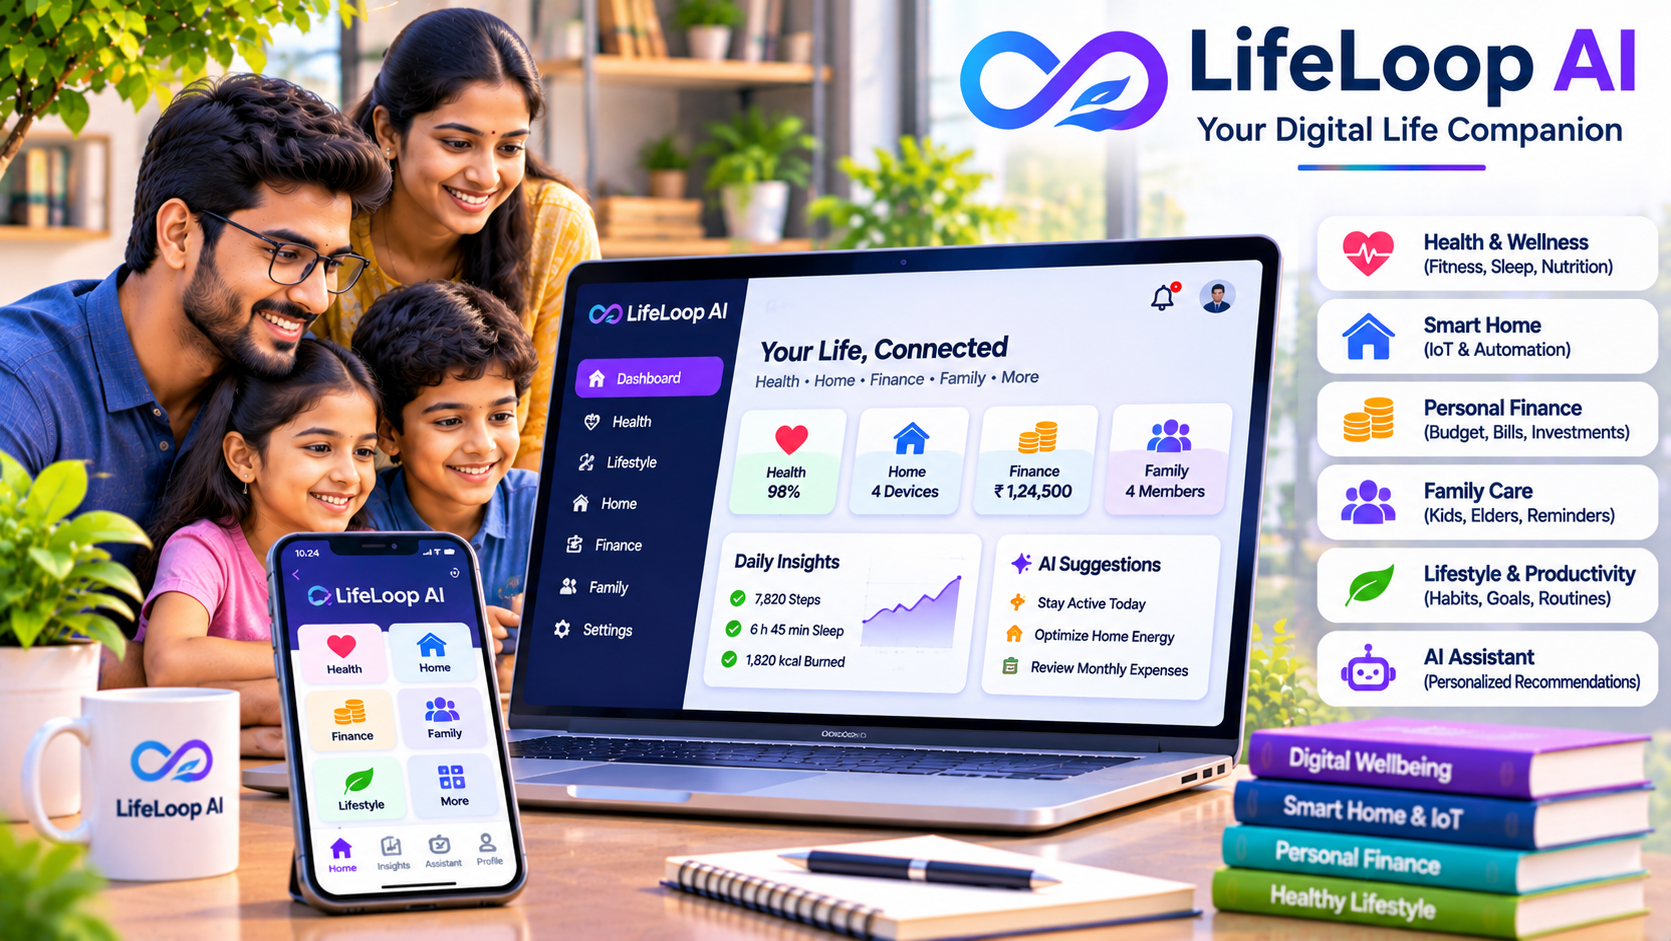 LifeLoop AI
Your Digital Life Companion
Health & Wellness
(Fitness, Sleep, Nutrition)
Smart Home
(IoT & Automation)
Personal Finance
(Budget, Bills, Investments)
Family Care
(Kids, Elders, Reminders)
Lifestyle & Productivity
(Habits, Goals, Routines)
AI Assistant
(Personalized Recommendations)
LifeLoop AI
Dashboard
Health
Lifestyle
Home
Finance
Family
Settings
Your Life, Connected
Health • Home • Finance • Family • More
Health
98%
Home
4 Devices
Finance
₹ 1,24,500
Family
4 Members
Daily Insights
7,820 Steps
6 h 45 min Sleep
1,820 kcal Burned
AI Suggestions
Stay Active Today
Optimize Home Energy
Review Monthly Expenses
10.24
LifeLoop AI
Health
Home
Finance
Family
Lifestyle
More
Home
Insights
Assistant
Profile
LifeLoop AI
Digital Wellbeing
Smart Home & IoT
Personal Finance
Healthy Lifestyle